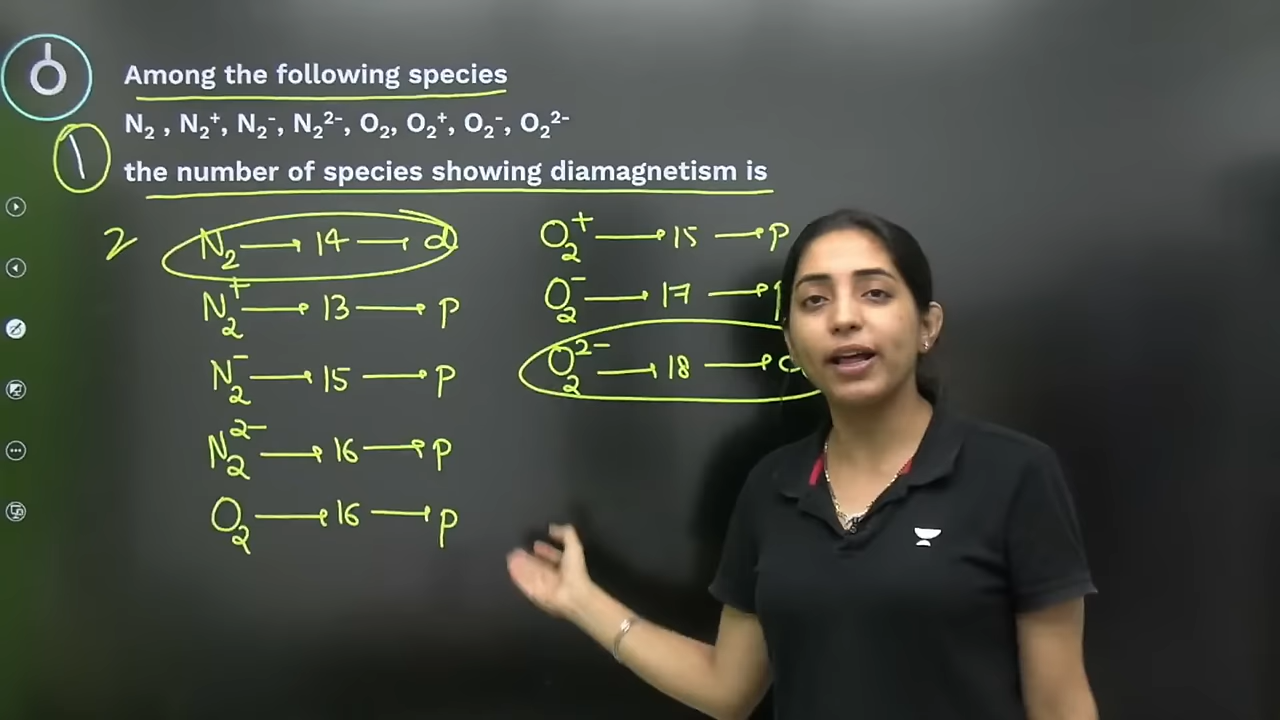 Among the following species
N₂ , N₂⁺, N₂⁻, N₂²⁻, O₂, O₂⁺, O₂⁻, O₂²⁻
1
the number of species showing diamagnetism is
2
N₂ → 14 → d
N₂⁺ → 13 → p
N₂⁻ → 15 → p
N₂²⁻ → 16 → p
O₂ → 16 → p
O₂⁺ → 15 → p
O₂⁻ → 17 →
O₂²⁻ → 18 →